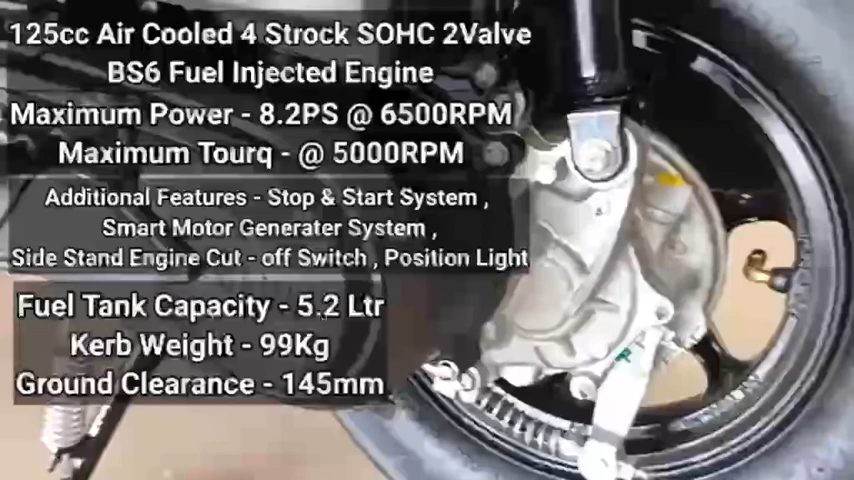 125cc Air Cooled 4 Strock SOHC 2Valve
BS6 Fuel Injected Engine
Maximum Power - 8.2PS @ 6500RPM
Maximum Tourq - @ 5000RPM
Additional Features - Stop & Start System ,
Smart Motor Generater System ,
Side Stand Engine Cut - off Switch , Position Light
Fuel Tank Capacity - 5.2 Ltr
Kerb Weight - 99Kg
Ground Clearance - 145mm